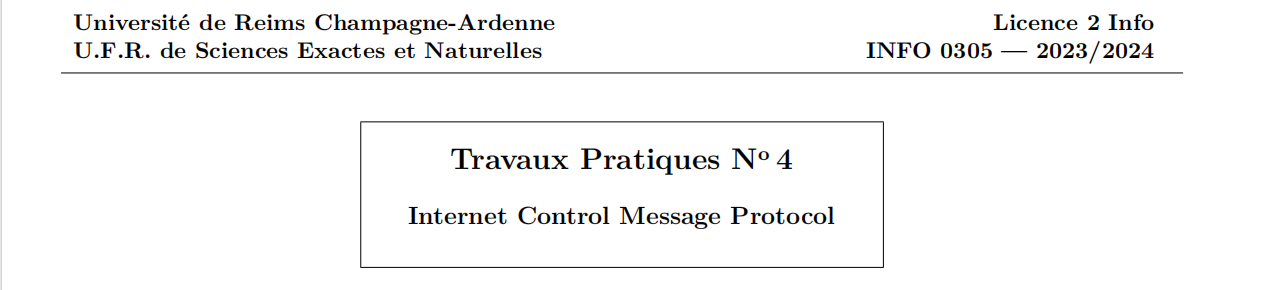 Université de Reims Champagne-Ardenne
Licence 2 Info
U.F.R. de Sciences Exactes et Naturelles
INFO 0305 — 2023/2024
Travaux Pratiques Nº 4
Internet Control Message Protocol